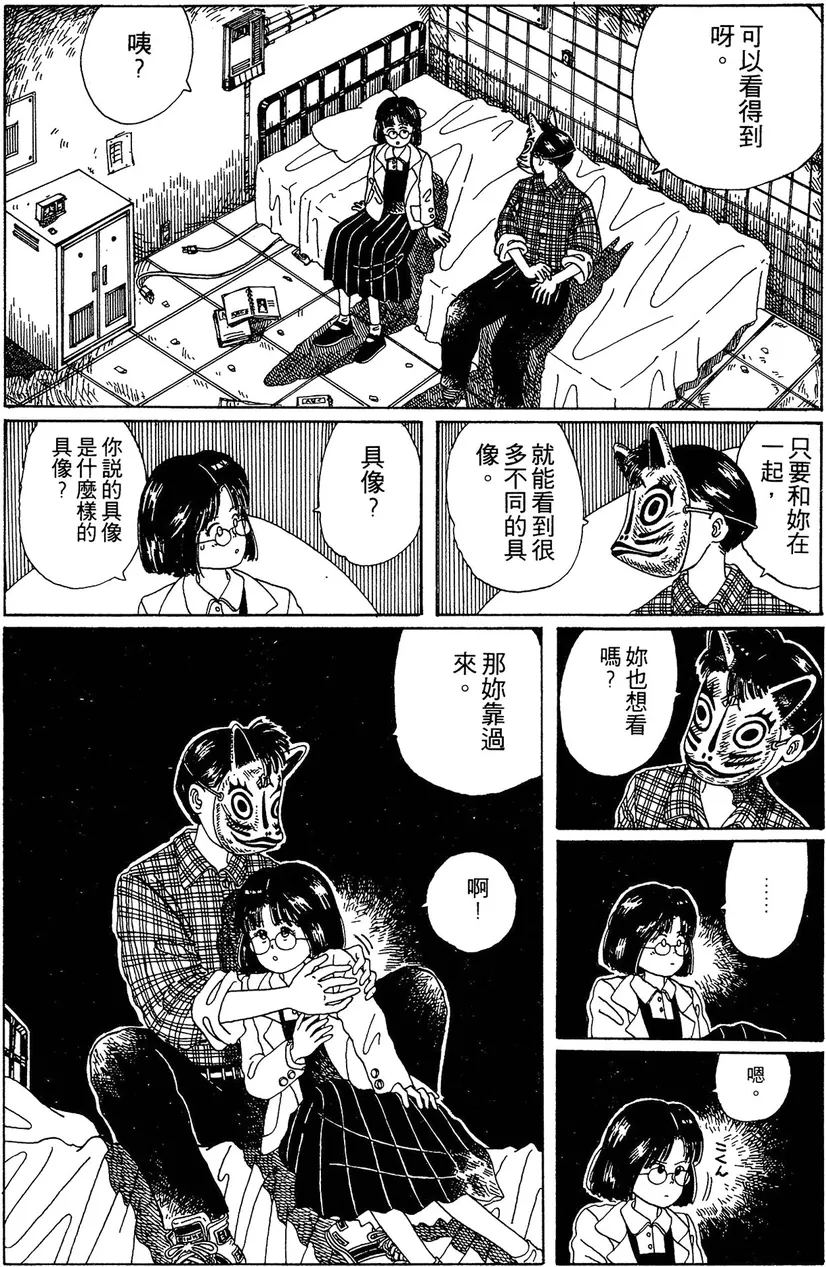 可以看得到
呀。
咦？
只要和妳在
一起，
就能看到很
多不同的具
像。
具像？
你説的具像
是什麼樣的
具像？
妳也想看
嗎？
……
嗯。
こくん
那妳靠過
來。
啊！